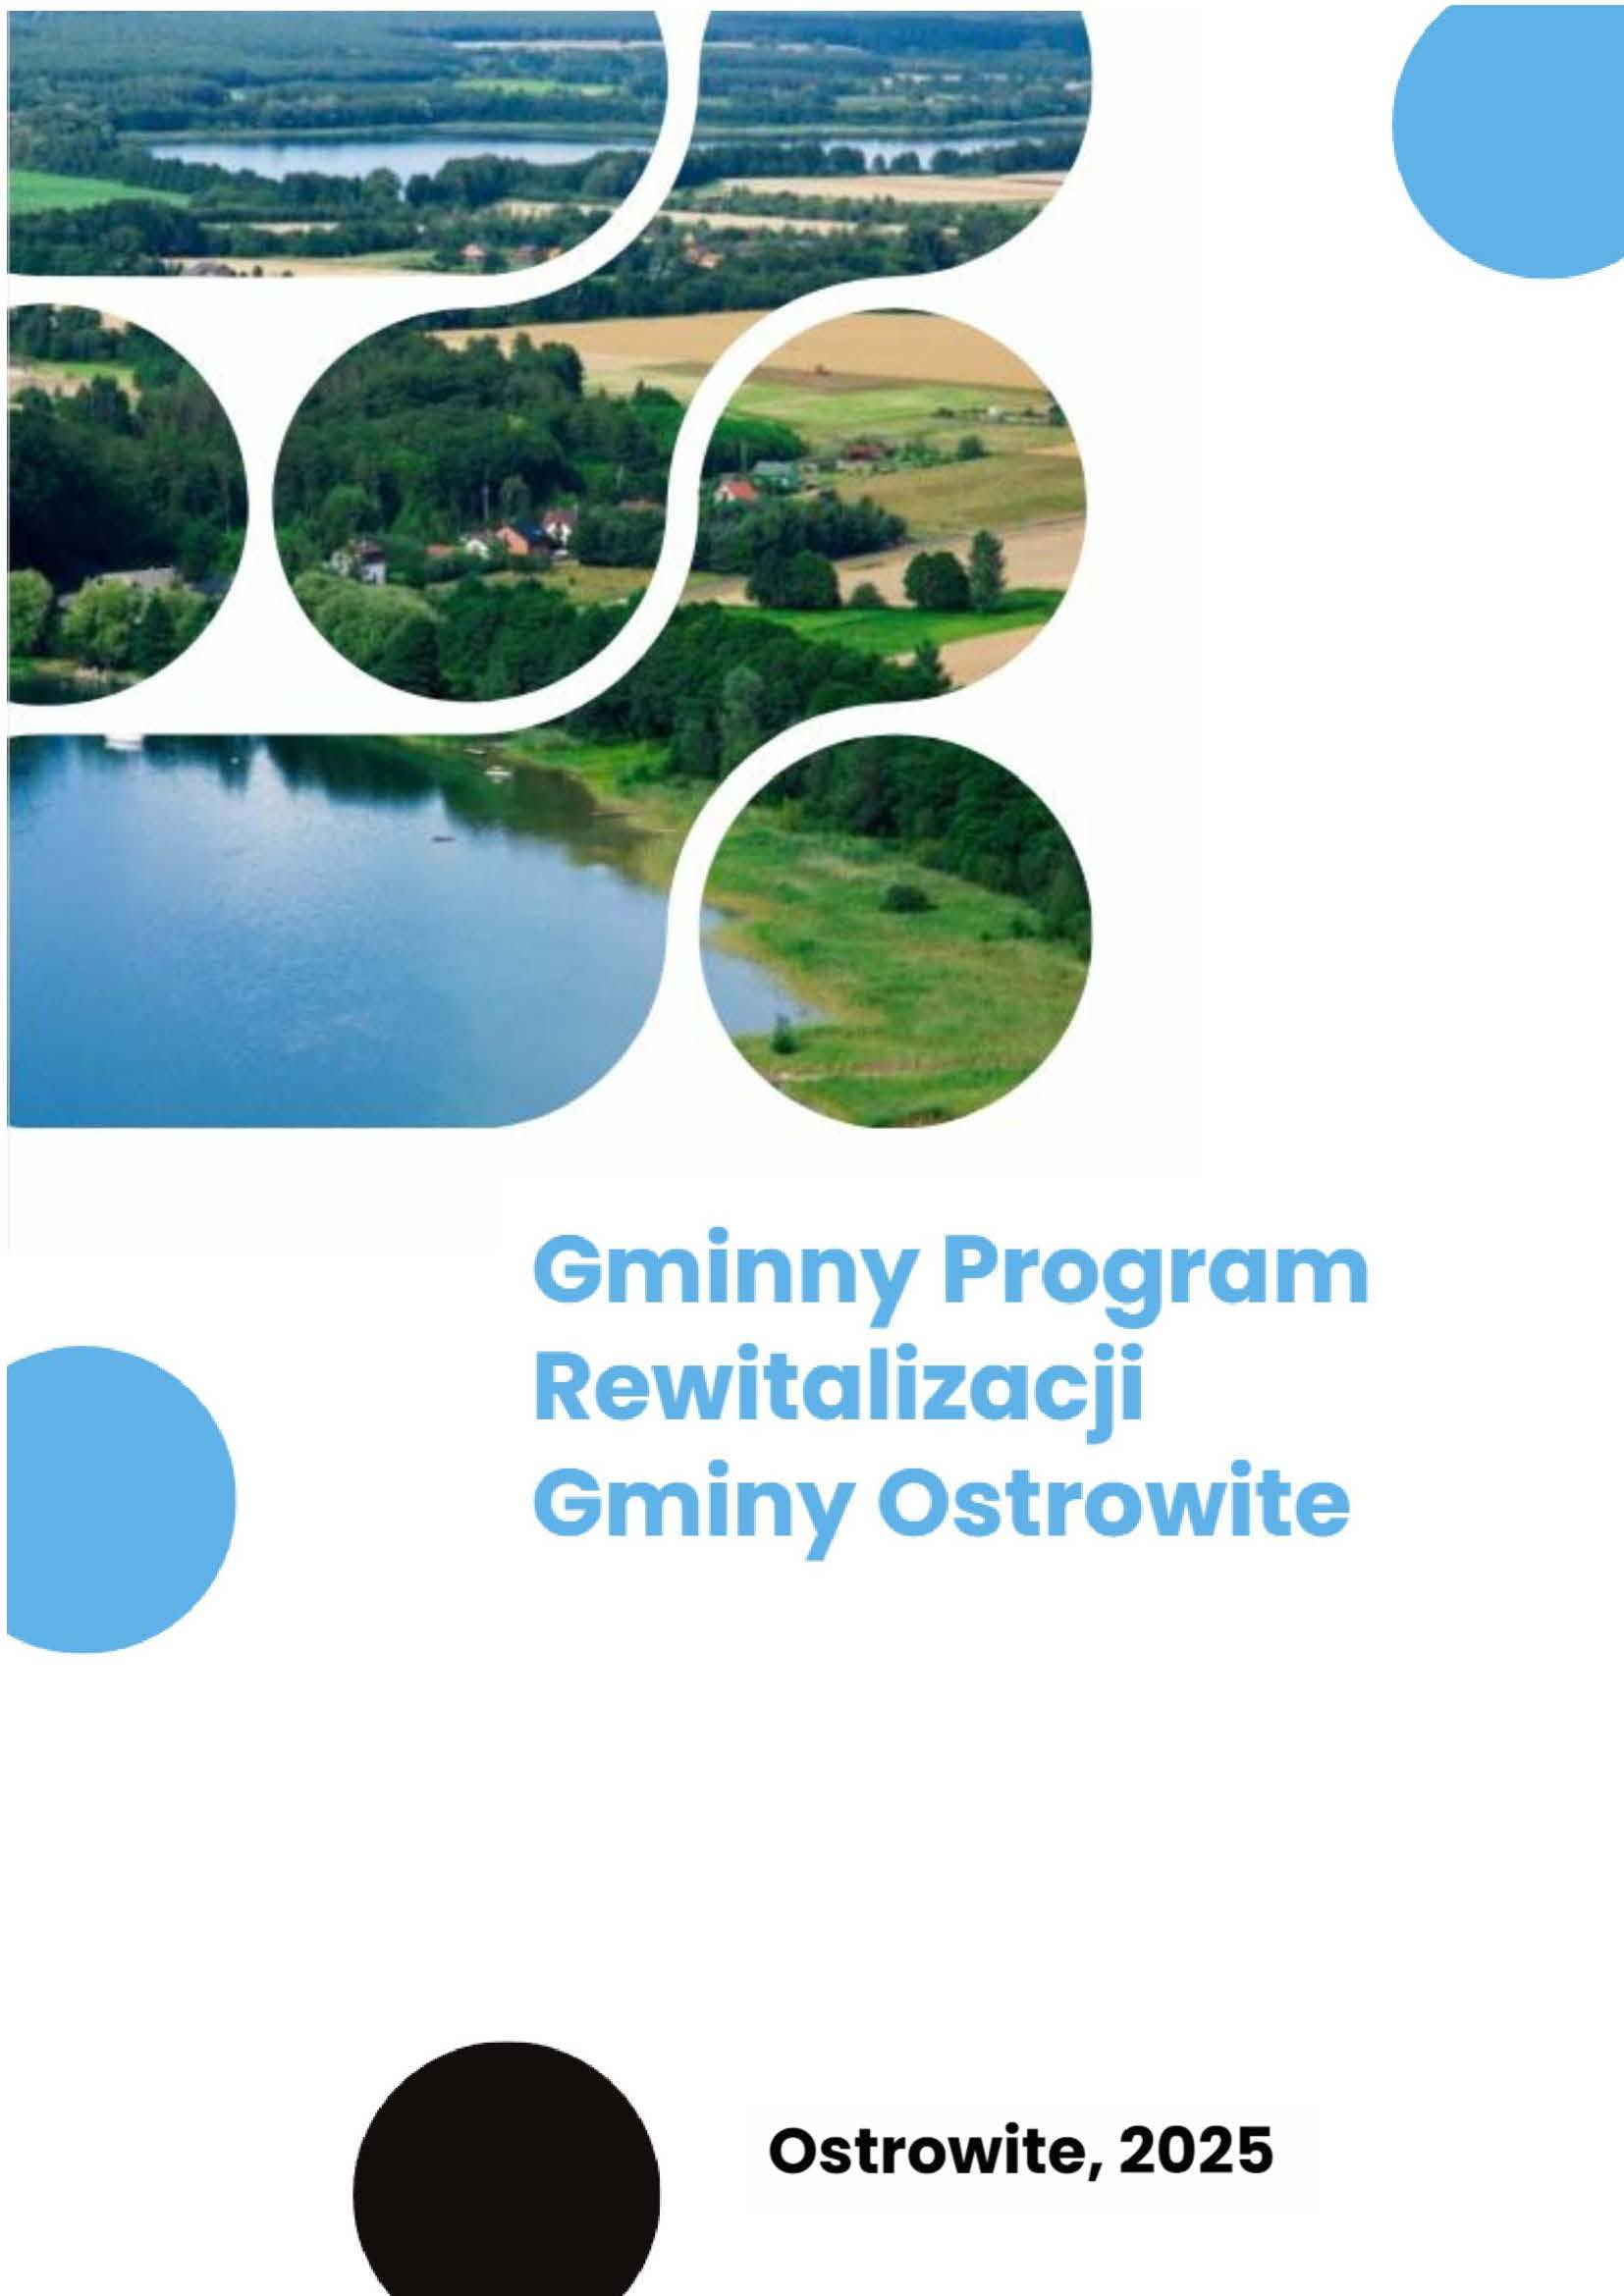 Gminny Program
Rewitalizacji
Gminy Ostrowite
Ostrowite, 2025